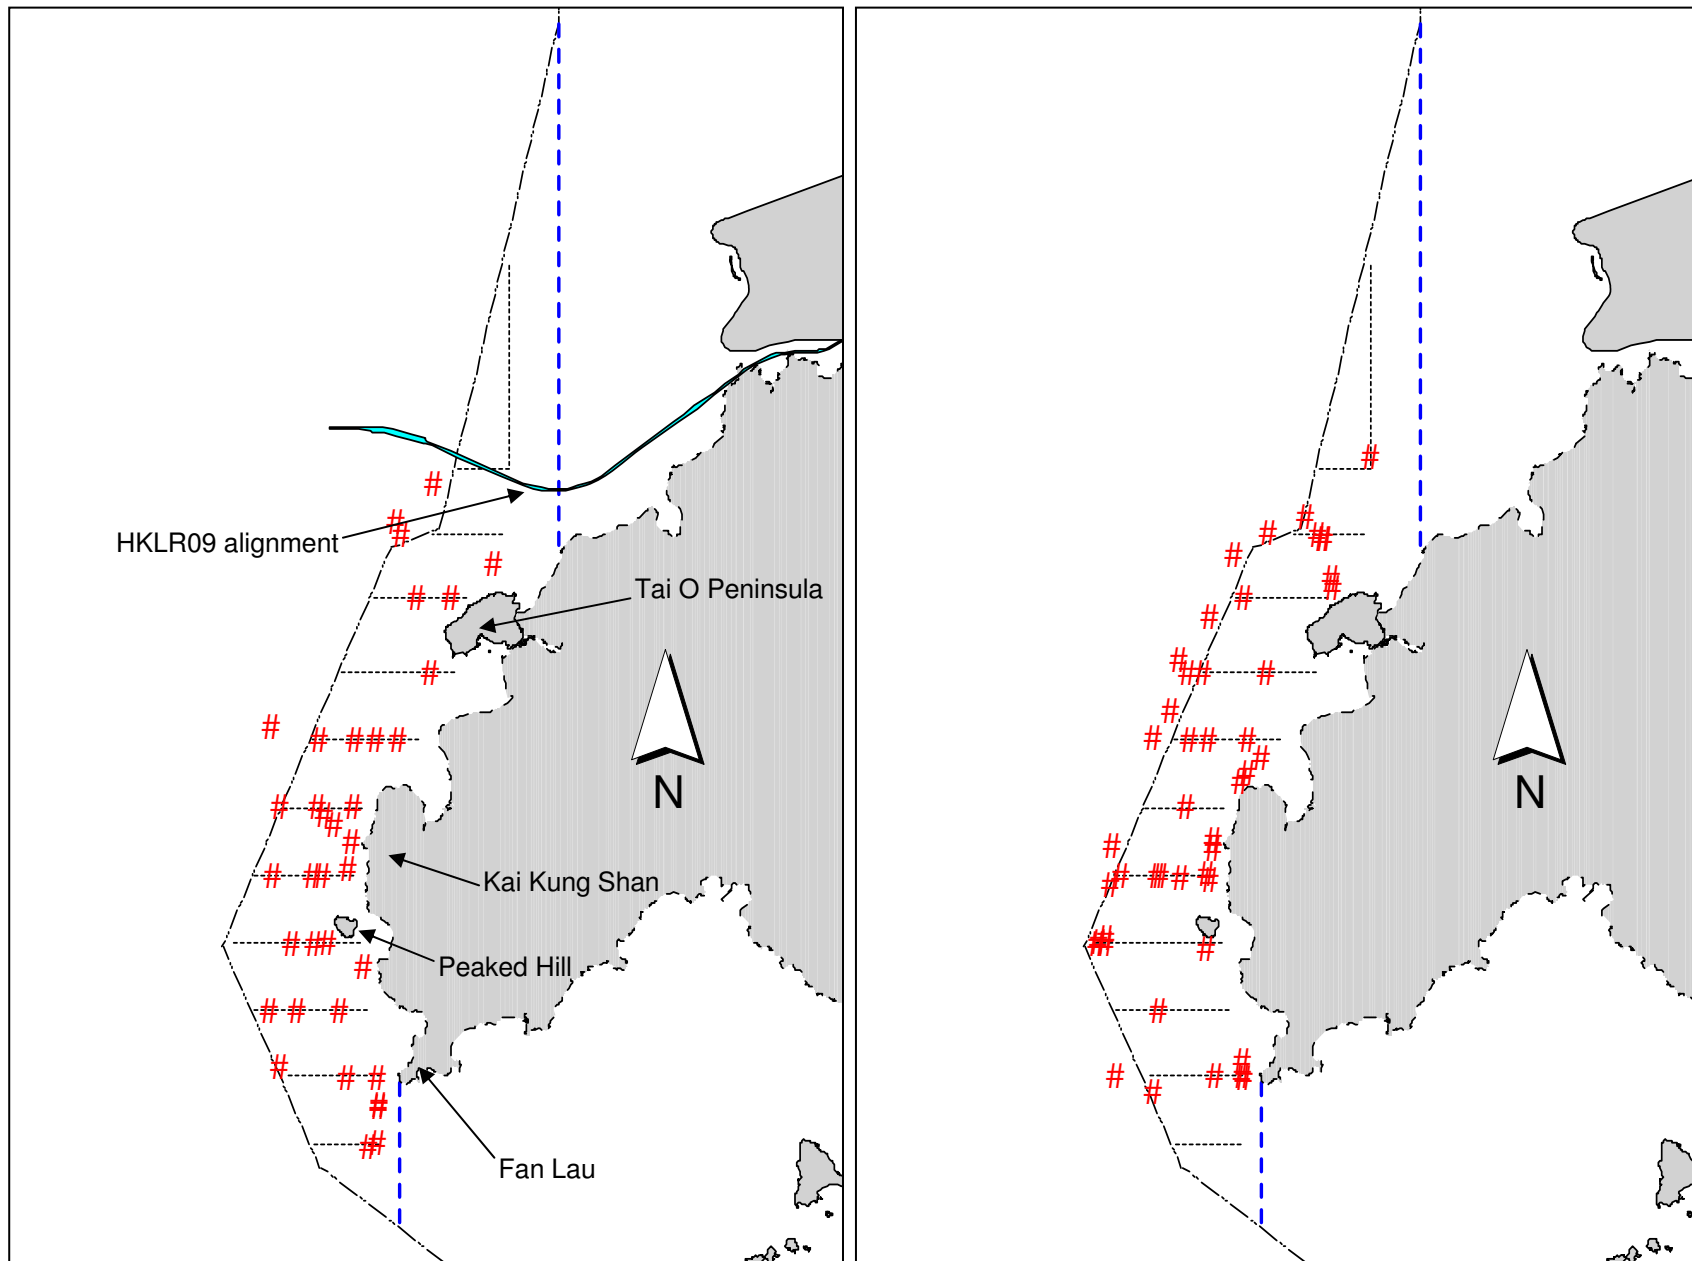 HKLR09 alignment
Tai O Peninsula
N
Kai Kung Shan
Peaked Hill
Fan Lau
N